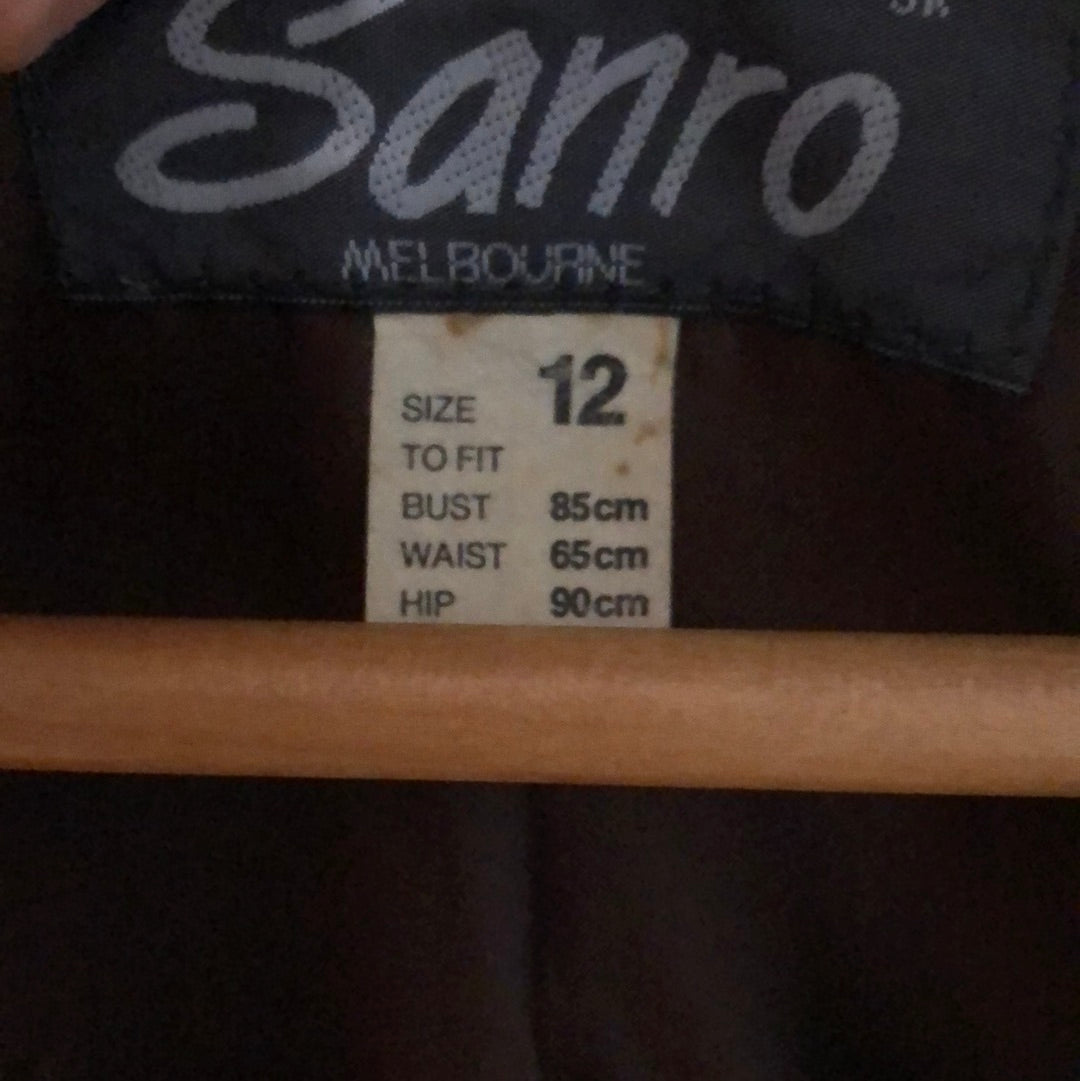 Sanro
MELBOURNE
SIZE 12
TO FIT
BUST 85cm
WAIST 65cm
HIP 90cm